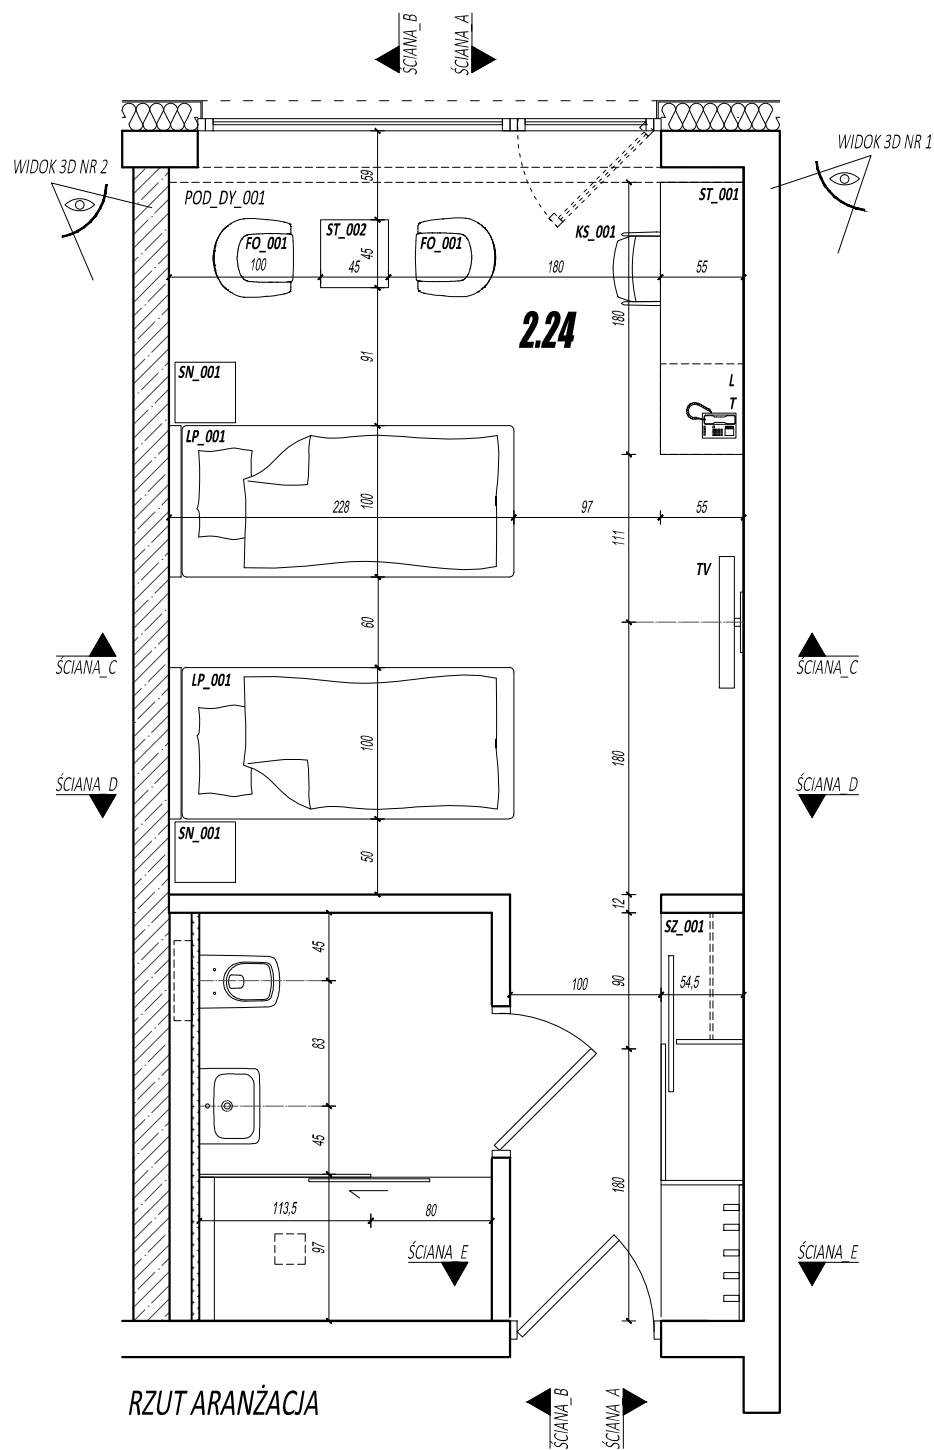 ŚCIANA_B
ŚCIANA_A
WIDOK 3D NR 2
WIDOK 3D NR 1
POD_DY_001
59
ST_001
FO_001
ST_002
FO_001
KS_001
100
45
45
180
55
180
2.24
91
SN_001
L
T
LP_001
228
100
97
55
111
TV
60
ŚCIANA_C
ŚCIANA_C
LP_001
100
180
ŚCIANA_D
ŚCIANA_D
SN_001
50
12
SZ_001
45
100
90
54,5
83
45
180
113,5
80
97
ŚCIANA_E
ŚCIANA_E
RZUT ARANŻACJA
ŚCIANA_B
ŚCIANA_A